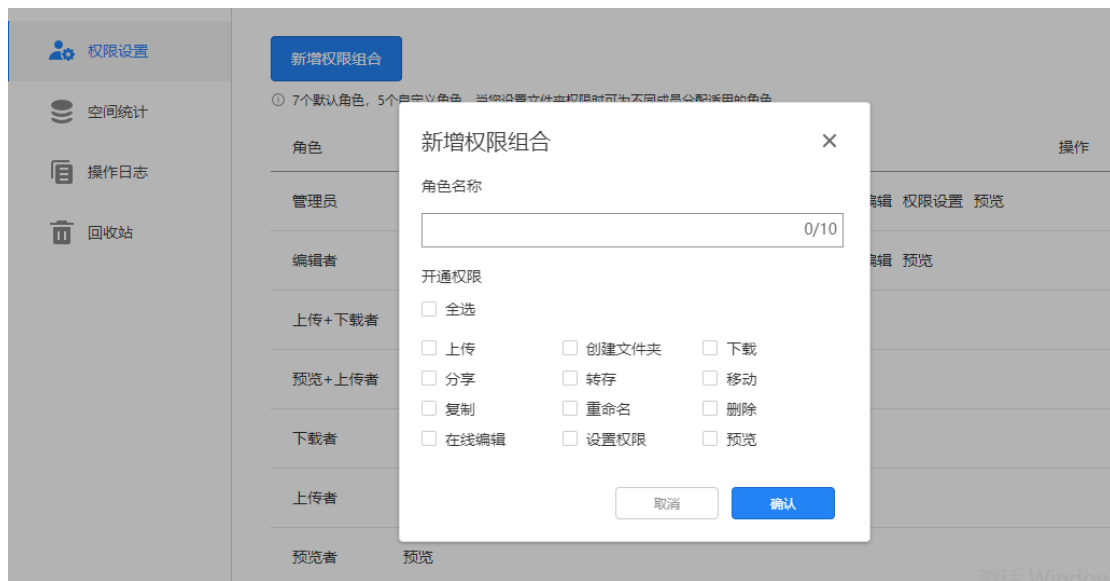 权限设置
空间统计
操作日志
回收站
新增权限组合
7个默认角色，5个自定义角色，当您设置文件夹权限时可为不同成员分配适用的角色
角色 操作
管理员 编辑 权限设置 预览
编辑者 编辑 预览
上传+下载者
预览+上传者
下载者
上传者
预览者 预览
新增权限组合
角色名称
0/10
开通权限
全选
上传 创建文件夹 下载
分享 转存 移动
复制 重命名 删除
在线编辑 设置权限 预览
取消 确认
激活 Window